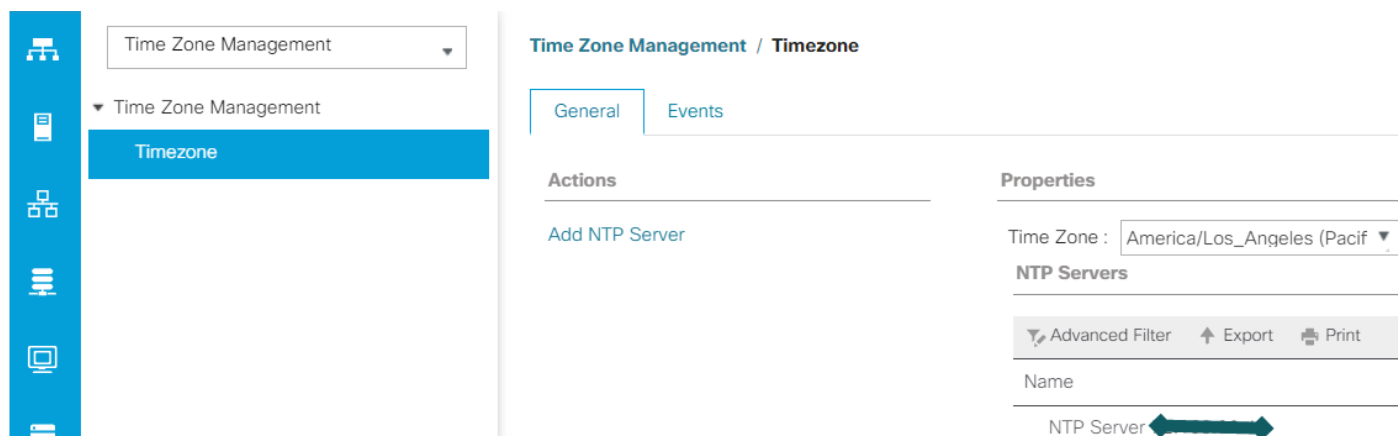 Time Zone Management
Time Zone Management
Timezone
Time Zone Management / Timezone
General Events
Actions
Add NTP Server
Properties
Time Zone : America/Los_Angeles (Pacif
NTP Servers
Advanced Filter Export Print
Name
NTP Server